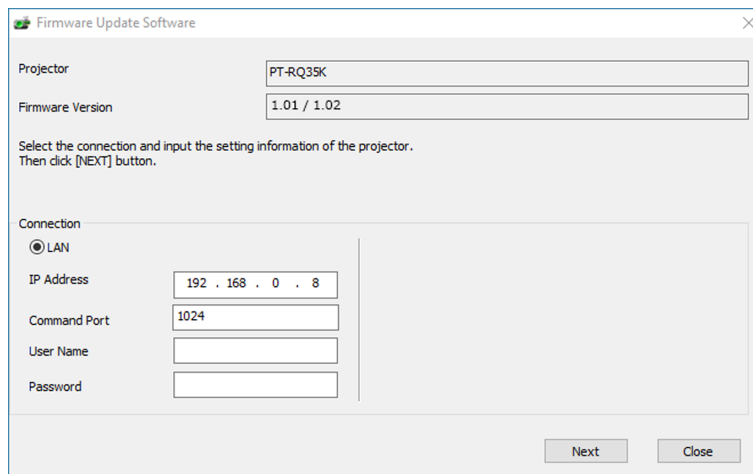 Firmware Update Software
Projector PT-RQ35K
Firmware Version 1.01 / 1.02
Select the connection and input the setting information of the projector.
Then click [NEXT] button.
Connection
LAN
IP Address 192 . 168 . 0 . 8
Command Port 1024
User Name
Password
Next Close